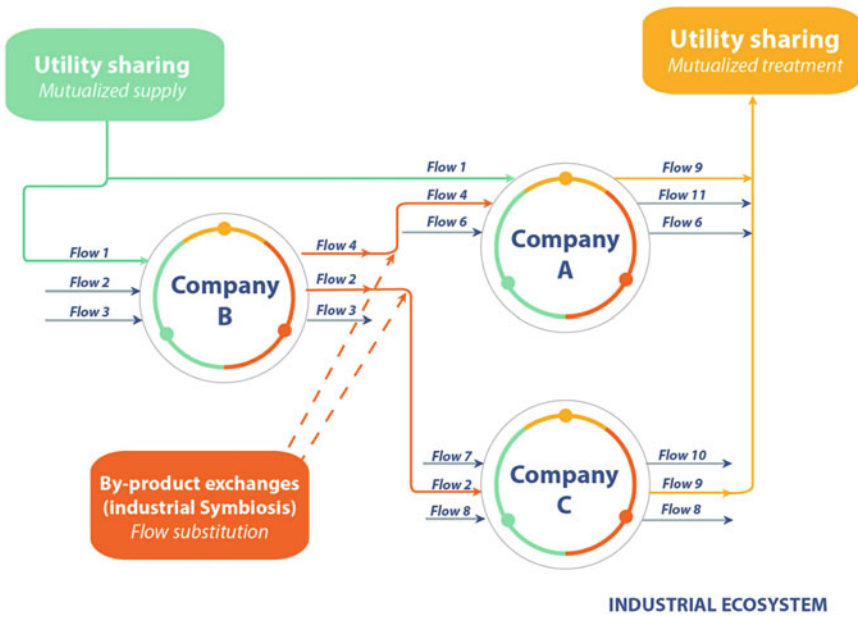 Utility sharing
Mutualized supply
Utility sharing
Mutualized treatment
Flow 1
Flow 4
Flow 6
Company
A
Flow 9
Flow 11
Flow 6
Flow 1
Flow 2
Flow 3
Company
B
Flow 4
Flow 2
Flow 3
By-product exchanges
(industrial Symbiosis)
Flow substitution
Flow 7
Flow 2
Flow 8
Company
C
Flow 10
Flow 9
Flow 8
INDUSTRIAL ECOSYSTEM